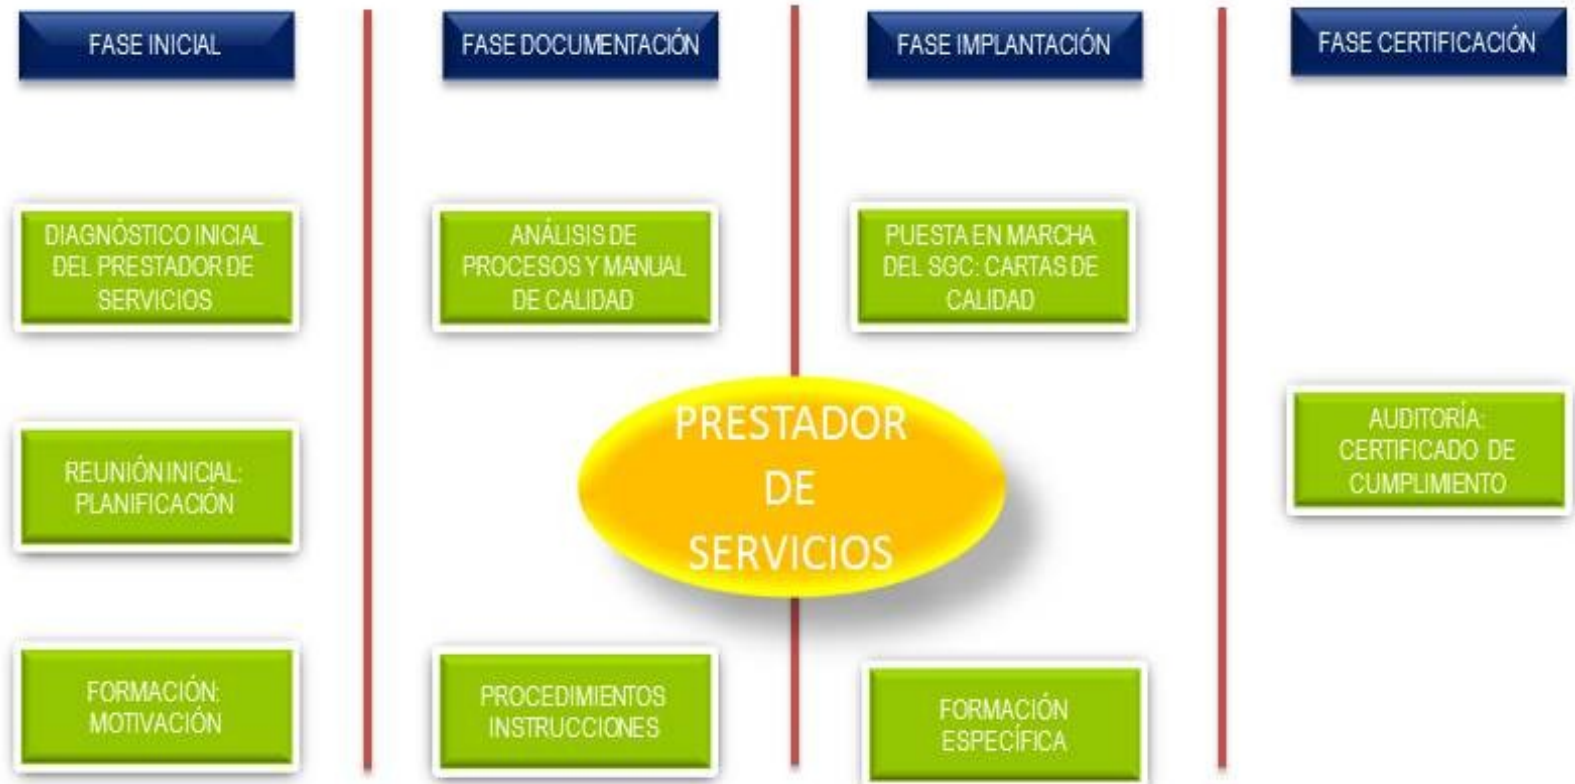 FASE INICIAL
FASE DOCUMENTACIÓN
FASE IMPLANTACIÓN
FASE CERTIFICACIÓN
DIAGNÓSTICO INICIAL
DEL PRESTADOR DE
SERVICIOS
ANÁLISIS DE
PROCESOS Y MANUAL
DE CALIDAD
PUESTA EN MARCHA
DEL SGC: CARTAS DE
CALIDAD
PRESTADOR
DE
SERVICIOS
AUDITORÍA:
CERTIFICADO DE
CUMPLIMIENTO
REUNIÓN INICIAL:
PLANIFICACIÓN
FORMACIÓN:
MOTIVACIÓN
PROCEDIMIENTOS
INSTRUCCIONES
FORMACIÓN
ESPECÍFICA